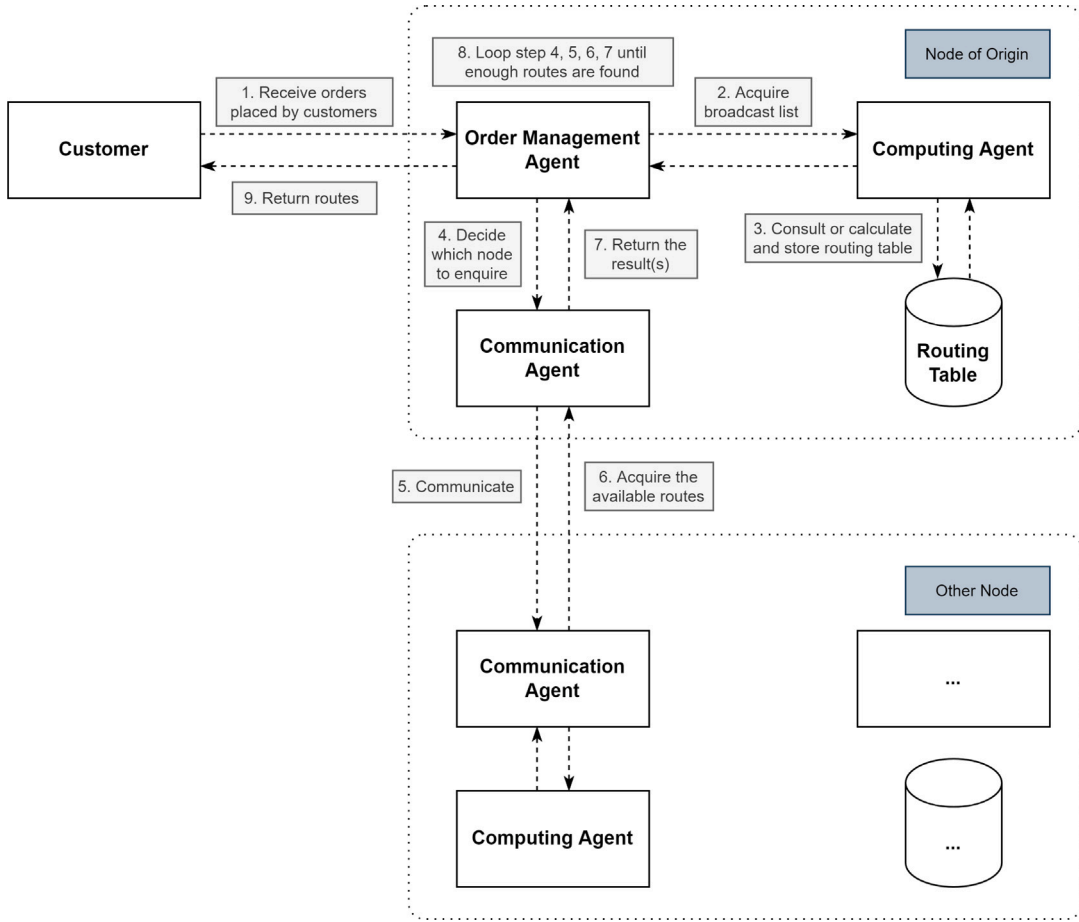 8. Loop step 4, 5, 6, 7 until
enough routes are found
Node of Origin
1. Receive orders
placed by customers
2. Acquire
broadcast list
Customer
Order Management
Agent
Computing Agent
9. Return routes
4. Decide
which node
to enquire
7. Return the
result(s)
3. Consult or calculate
and store routing table
Communication
Agent
Routing
Table
5. Communicate
6. Acquire the
available routes
Other Node
Communication
Agent
...
Computing Agent
...